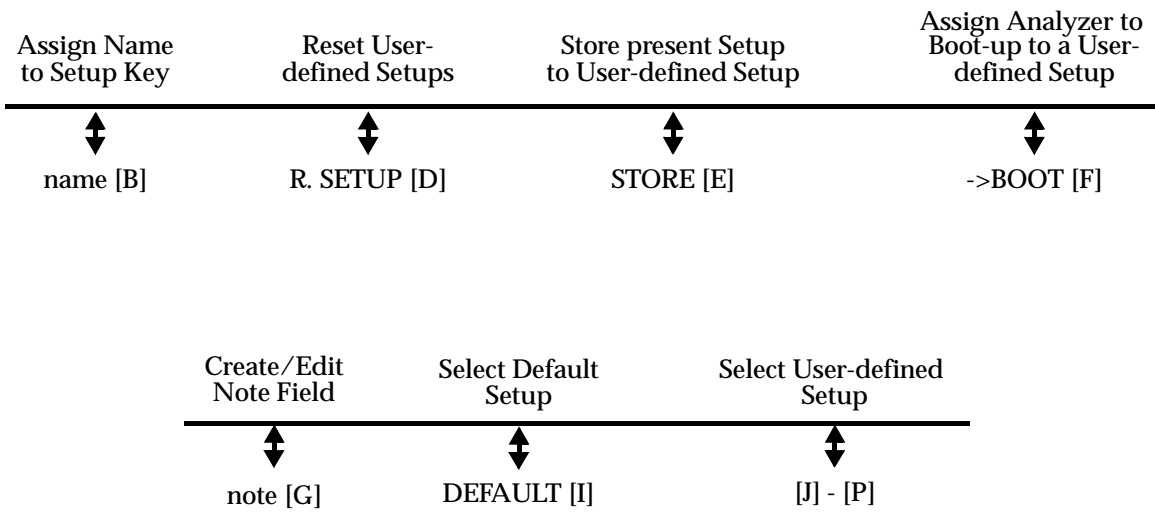 Assign Name
to Setup Key
Reset User-
defined Setups
Store present Setup
to User-defined Setup
Assign Analyzer to
Boot-up to a User-
defined Setup
name [B]
R. SETUP [D]
STORE [E]
->BOOT [F]
Create/Edit
Note Field
Select Default
Setup
Select User-defined
Setup
note [G]
DEFAULT [I]
[J] - [P]